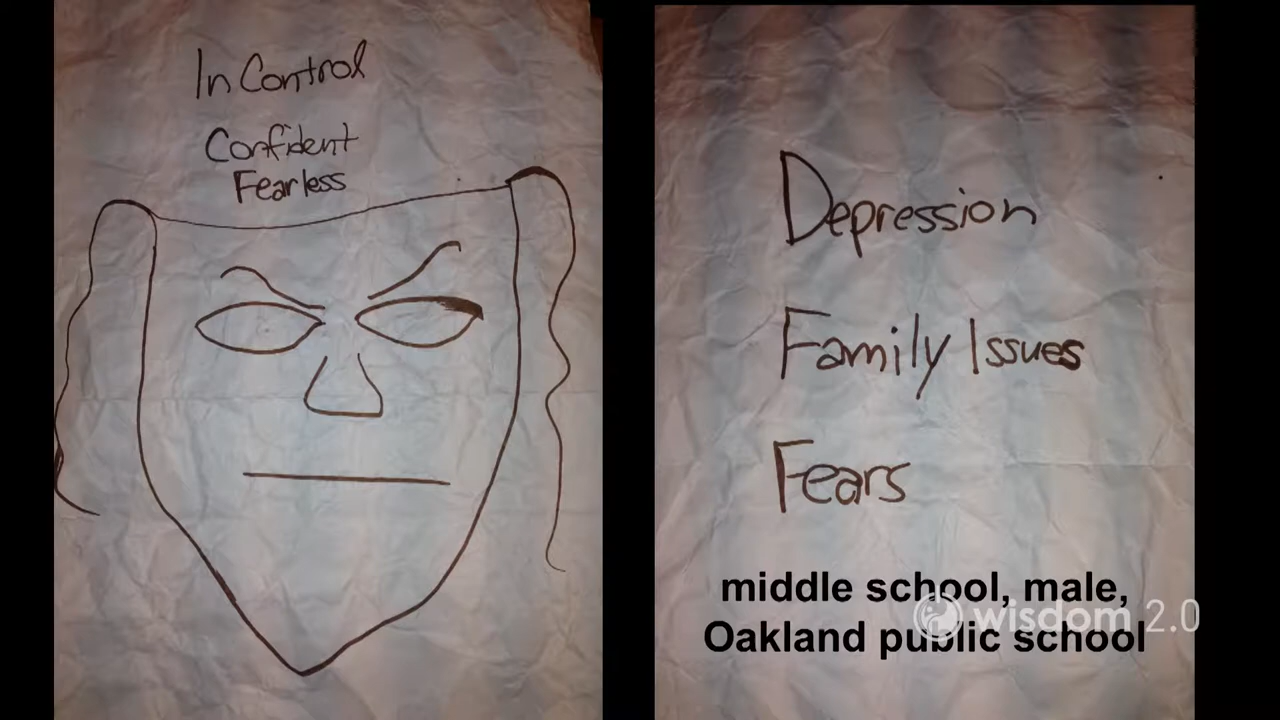 In Control
Confident
Fearless
Depression
Family Issues
Fears
middle school, male,
Oakland public school
wisdom 2.0